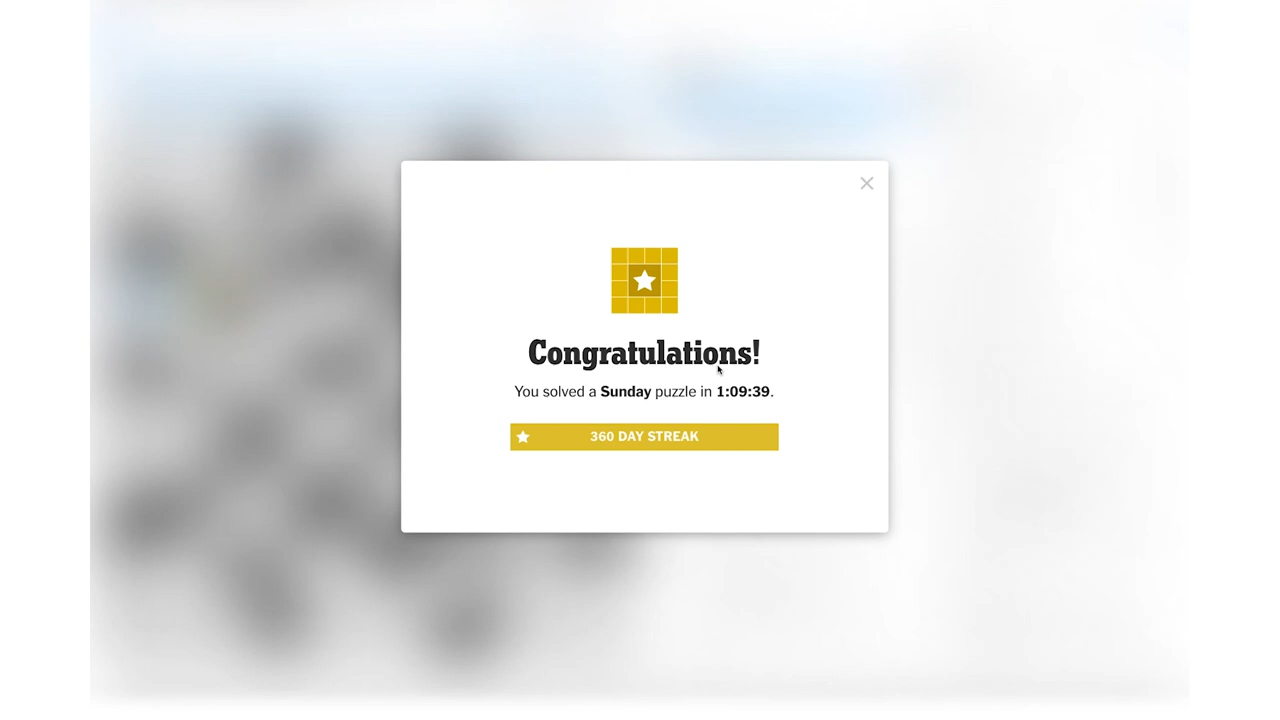 Congratulations!
You solved a Sunday puzzle in 1:09:39.
360 DAY STREAK